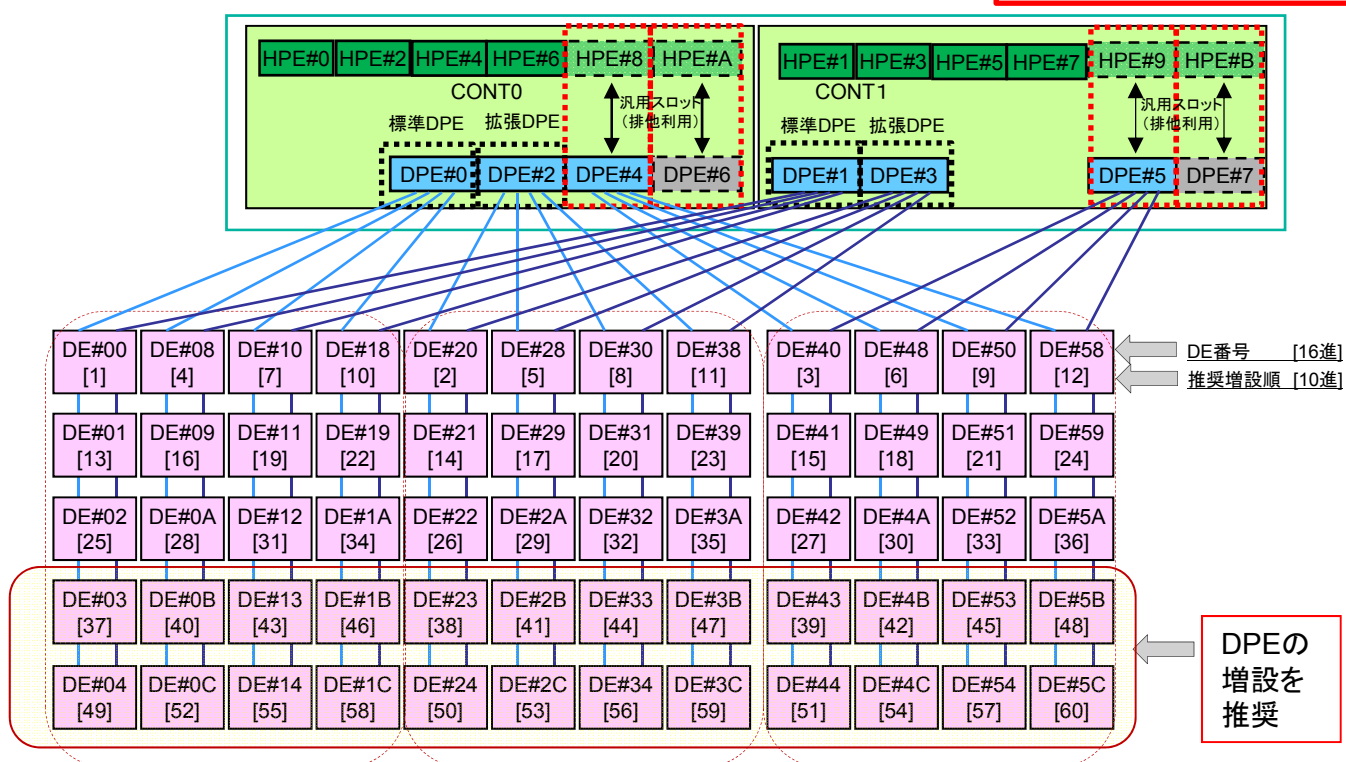 HPE#0 HPE#2 HPE#4 HPE#6 HPE#8 HPE#A HPE#1 HPE#3 HPE#5 HPE#7 HPE#9 HPE#B
CONT0 CONT1
汎用スロット 汎用スロット
(排他利用) (排他利用)
標準DPE 拡張DPE 標準DPE 拡張DPE
DPE#0 DPE#2 DPE#4 DPE#6 DPE#1 DPE#3 DPE#5 DPE#7
DE#00 DE#08 DE#10 DE#18 DE#20 DE#28 DE#30 DE#38 DE#40 DE#48 DE#50 DE#58
[1] [4] [7] [10] [2] [5] [8] [11] [3] [6] [9] [12]
DE番号 [16進]
推奨増設順 [10進]
DE#01 DE#09 DE#11 DE#19 DE#21 DE#29 DE#31 DE#39 DE#41 DE#49 DE#51 DE#59
[13] [16] [19] [22] [14] [17] [20] [23] [15] [18] [21] [24]
DE#02 DE#0A DE#12 DE#1A DE#22 DE#2A DE#32 DE#3A DE#42 DE#4A DE#52 DE#5A
[25] [28] [31] [34] [26] [29] [32] [35] [27] [30] [33] [36]
DE#03 DE#0B DE#13 DE#1B DE#23 DE#2B DE#33 DE#3B DE#43 DE#4B DE#53 DE#5B
[37] [40] [43] [46] [38] [41] [44] [47] [39] [42] [45] [48]
DE#04 DE#0C DE#14 DE#1C DE#24 DE#2C DE#34 DE#3C DE#44 DE#4C DE#54 DE#5C
[49] [52] [55] [58] [50] [53] [56] [59] [51] [54] [57] [60]
DPEの
増設を
推奨